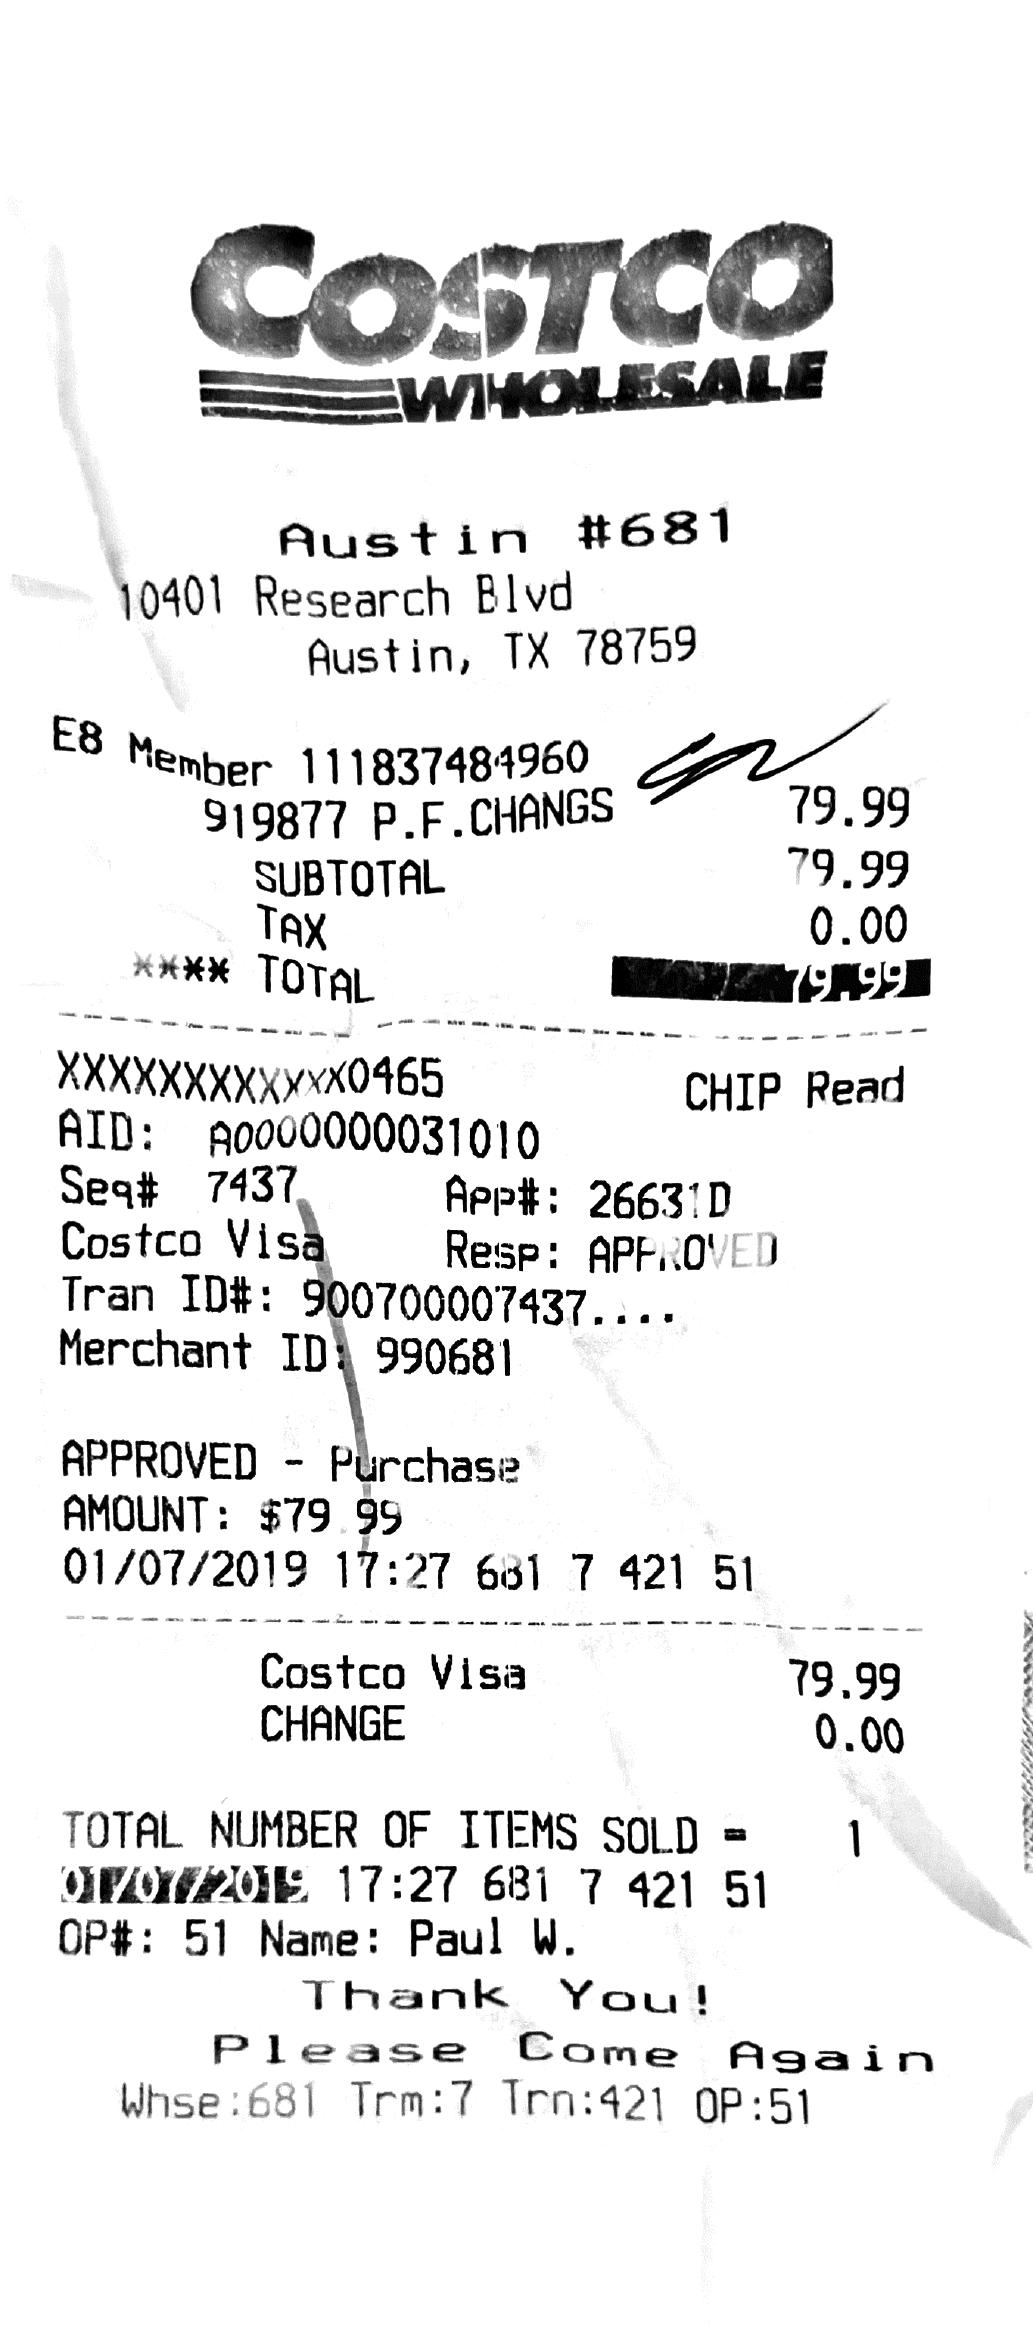 COSTCO
WHOLESALE
Austin #681
10401 Research Blvd
Austin, TX 78759
E8 Member 111837484960
919877 P.F.CHANGS 79.99
SUBTOTAL 79.99
TAX 0.00
**** TOTAL 79.99
XXXXXXXXXXXXX0465 CHIP Read
AID: A0000000031010
Seq# 7437 App#: 26631D
Costco Visa Resp: APPROVED
Tran ID#: 900700007437....
Merchant ID: 990681
APPROVED - Purchase
AMOUNT: $79.99
01/07/2019 17:27 681 7 421 51
Costco Visa 79.99
CHANGE 0.00
TOTAL NUMBER OF ITEMS SOLD = 1
01/07/2019 17:27 681 7 421 51
OP#: 51 Name: Paul W.
Thank You!
Please Come Again
Whse:681 Trm:7 Trn:421 OP:51